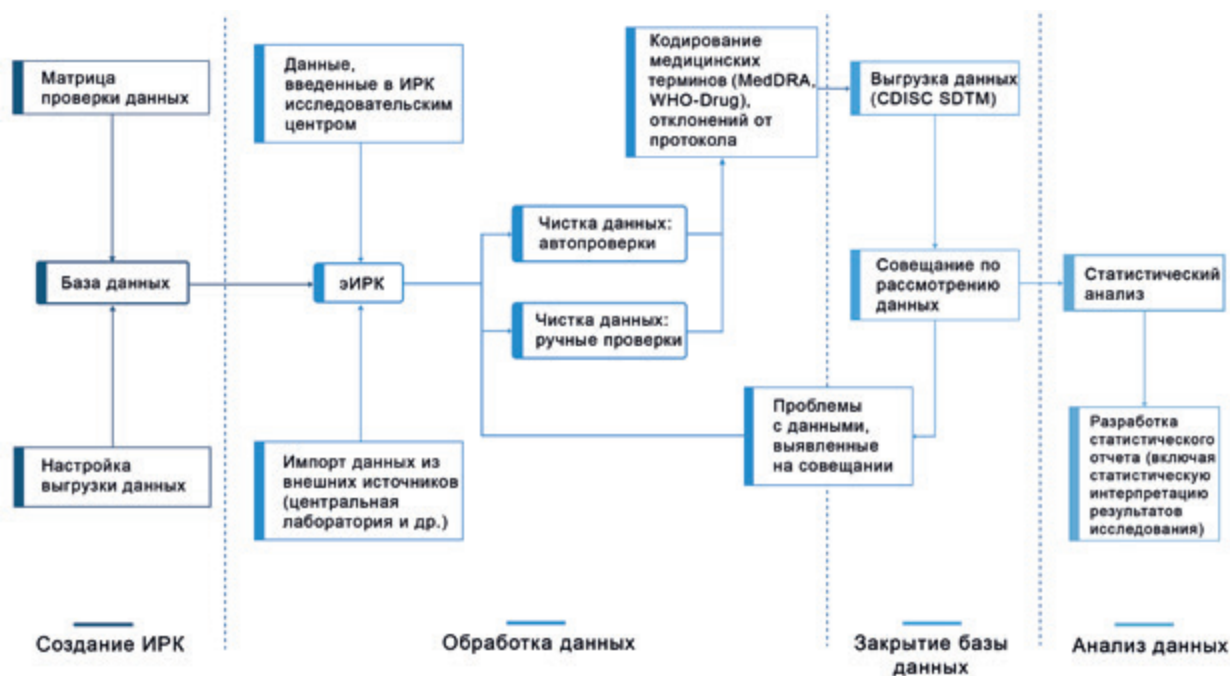 Матрица
проверки данных
База данных
Настройка
выгрузки данных
Создание ИРК
Данные,
введенные в ИРК
исследовательским
центром
эИРК
Импорт данных из
внешних источников
(центральная
лаборатория и др.)
Чистка данных:
автопроверки
Чистка данных:
ручные проверки
Кодирование
медицинских
терминов (MedDRA,
WHO-Drug),
отклонений от
протокола
Проблемы
с данными,
выявленные
на совещании
Обработка данных
Выгрузка данных
(CDISC SDTM)
Совещание по
рассмотрению
данных
Закрытие базы
данных
Статистический
анализ
Разработка
статистического
отчета (включая
статистическую
интерпретацию
результатов
исследования)
Анализ данных